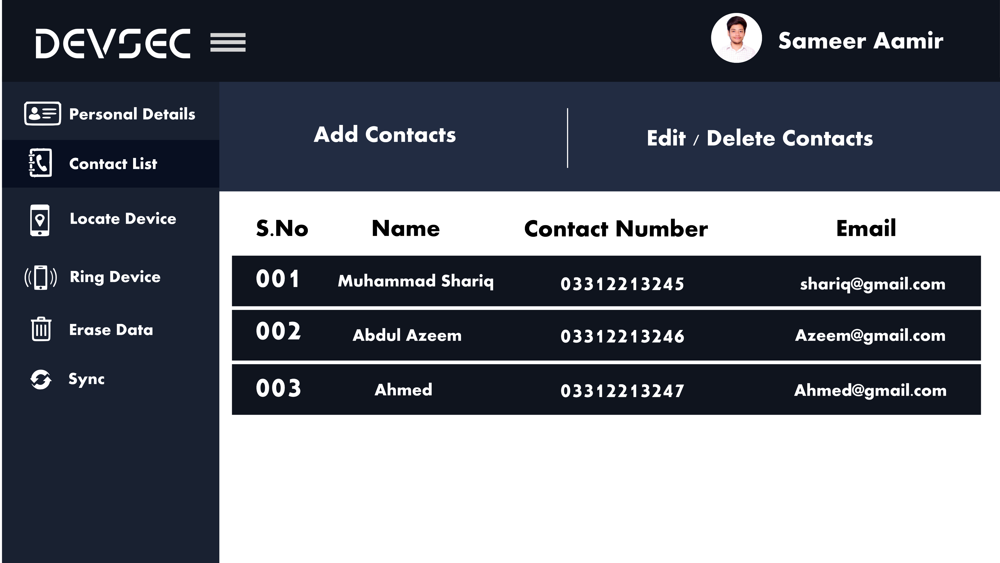 DEVSEC
Sameer Aamir
Personal Details
Contact List
Locate Device
Ring Device
Erase Data
Sync
Add Contacts
Edit / Delete Contacts
S.No Name Contact Number Email
001 Muhammad Shariq 03312213245 shariq@gmail.com
002 Abdul Azeem 03312213246 Azeem@gmail.com
003 Ahmed 03312213247 Ahmed@gmail.com